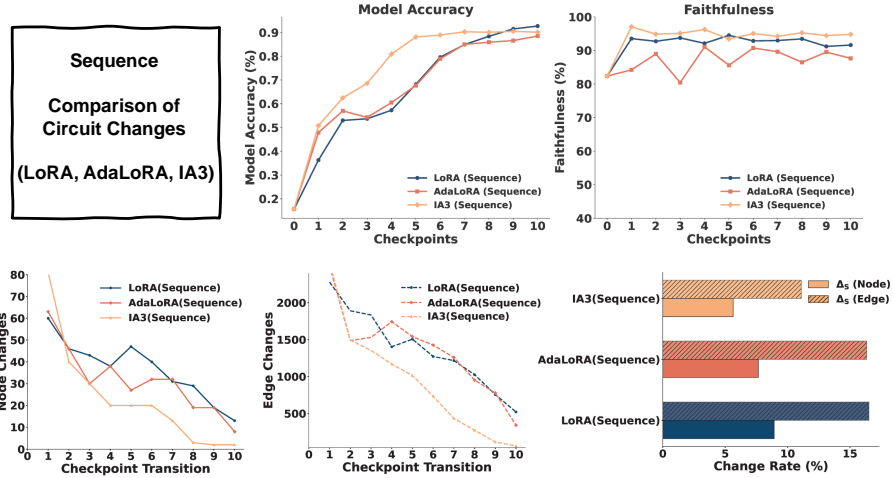 Sequence
Comparison of
Circuit Changes
(LoRA, AdaLoRA, IA3)
Model Accuracy
Model Accuracy (%)
0.9
0.8
0.7
0.6
0.5
0.4
0.3
0.2
LoRA (Sequence)
AdaLoRA (Sequence)
IA3 (Sequence)
0 1 2 3 4 5 6 7 8 9 10
Checkpoints
Faithfulness
Faithfulness (%)
100
90
80
70
60
50
40
LoRA (Sequence)
AdaLoRA (Sequence)
IA3 (Sequence)
0 1 2 3 4 5 6 7 8 9 10
Checkpoints
Node Changes
80
70
60
50
40
30
20
10
0
LoRA(Sequence)
AdaLoRA(Sequence)
IA3(Sequence)
0 1 2 3 4 5 6 7 8 9 10
Checkpoint Transition
Edge Changes
2000
1500
1000
500
LoRA(Sequence)
AdaLoRA(Sequence)
IA3(Sequence)
0 1 2 3 4 5 6 7 8 9 10
Checkpoint Transition
IA3(Sequence)
AdaLoRA(Sequence)
LoRA(Sequence)
Δ_S (Node)
Δ_S (Edge)
0 5 10 15
Change Rate (%)